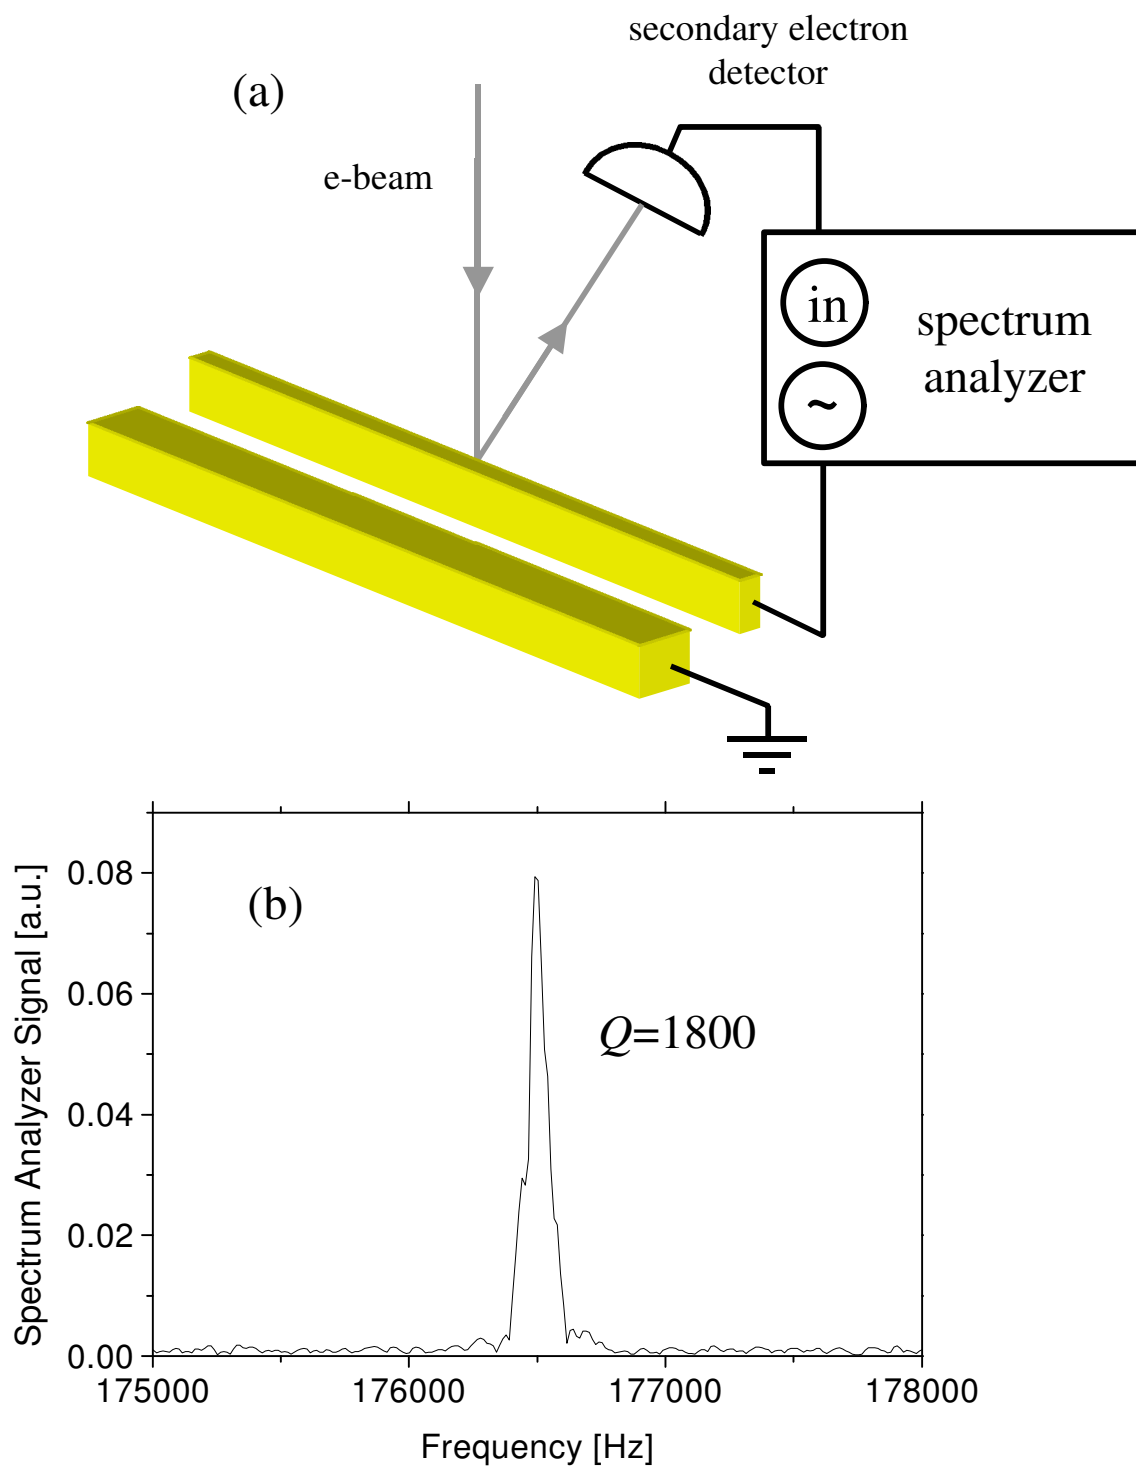 secondary electron
detector
(a)
e-beam
in
spectrum
analyzer
~
(b)
Q=1800
Spectrum Analyzer Signal [a.u.]
0.08
0.06
0.04
0.02
0.00
175000
176000
177000
178000
Frequency [Hz]